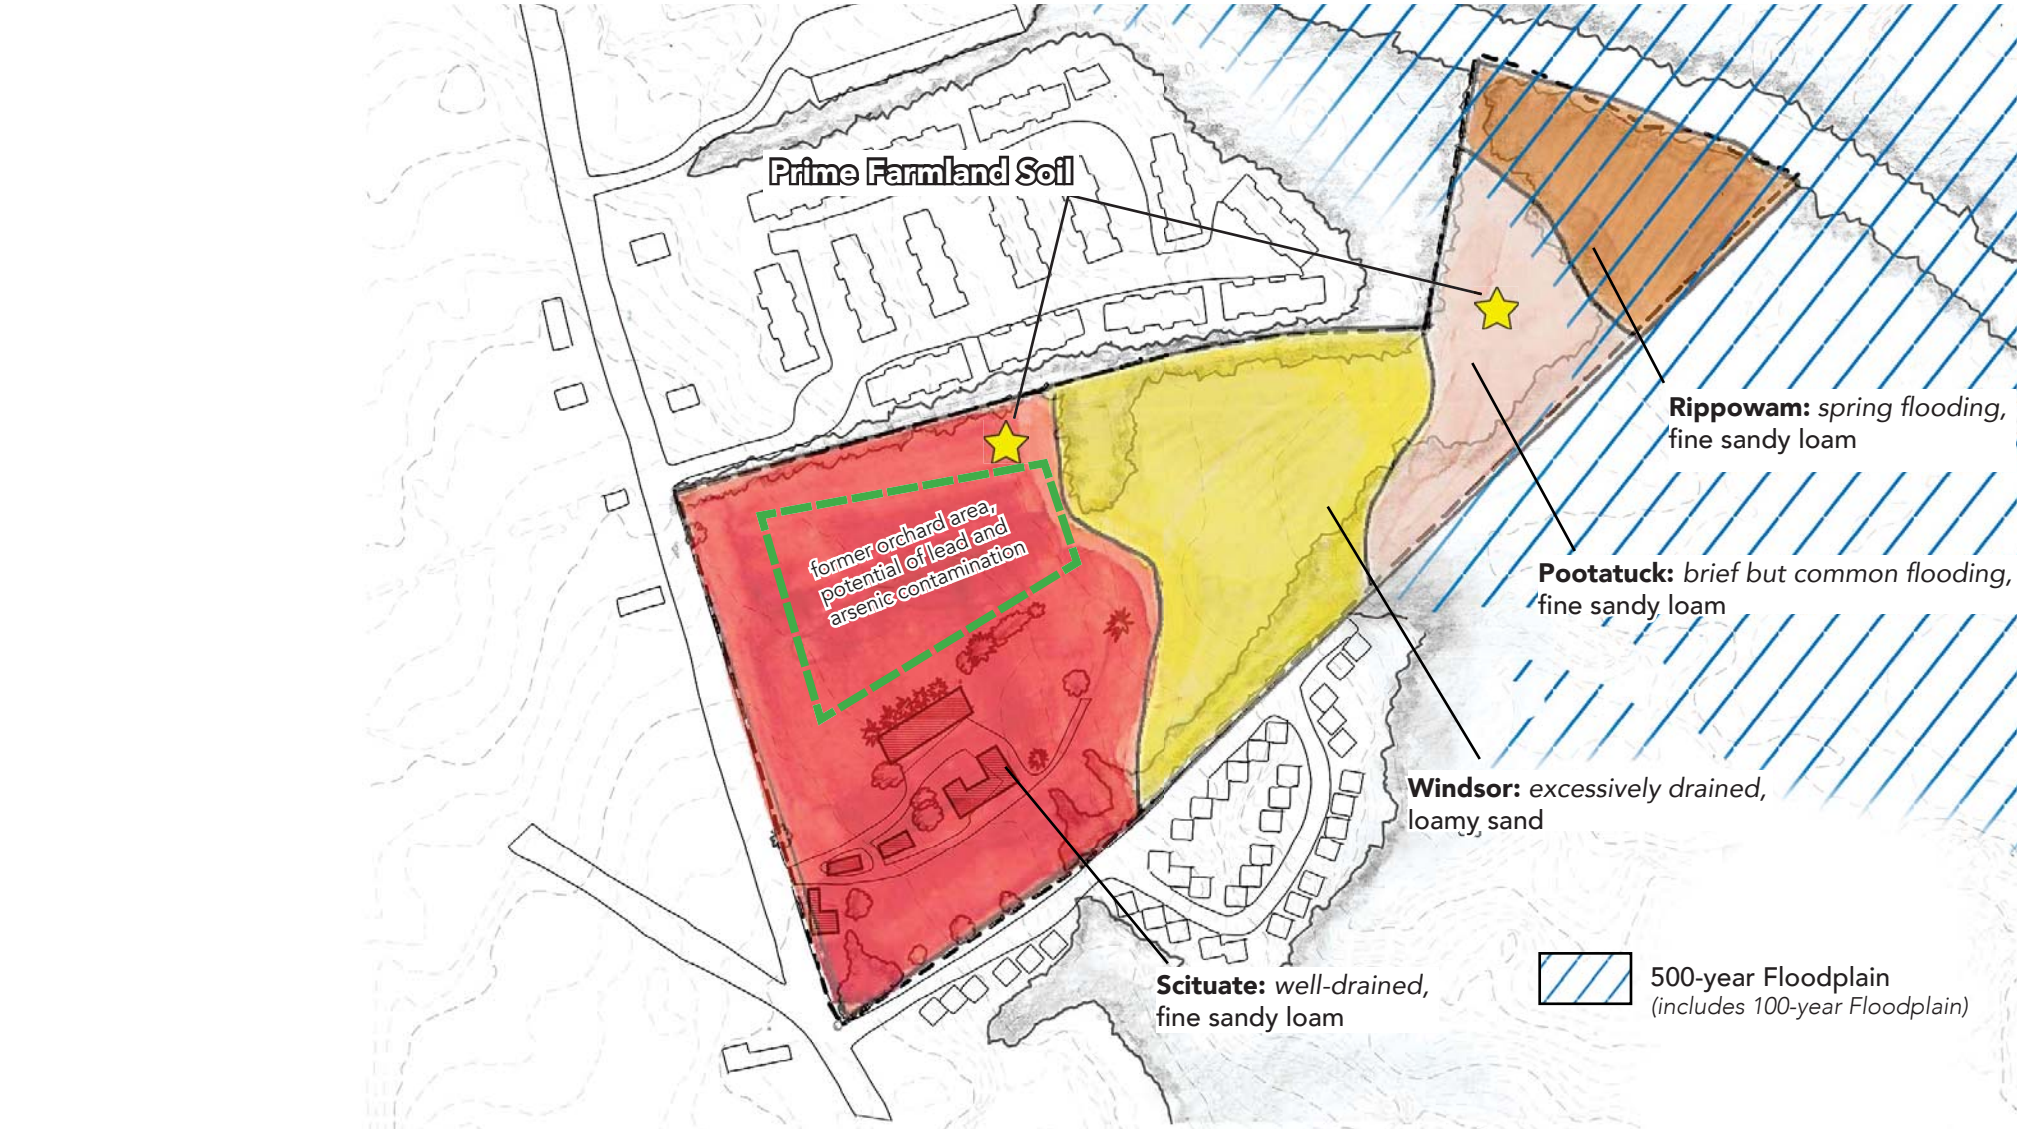 Prime Farmland Soil
former orchard area,
potential of lead and
arsenic contamination
Rippowam: spring flooding,
fine sandy loam
Pootatuck: brief but common flooding,
fine sandy loam
Windsor: excessively drained,
loamy sand
Scituate: well-drained,
fine sandy loam
500-year Floodplain
(includes 100-year Floodplain)